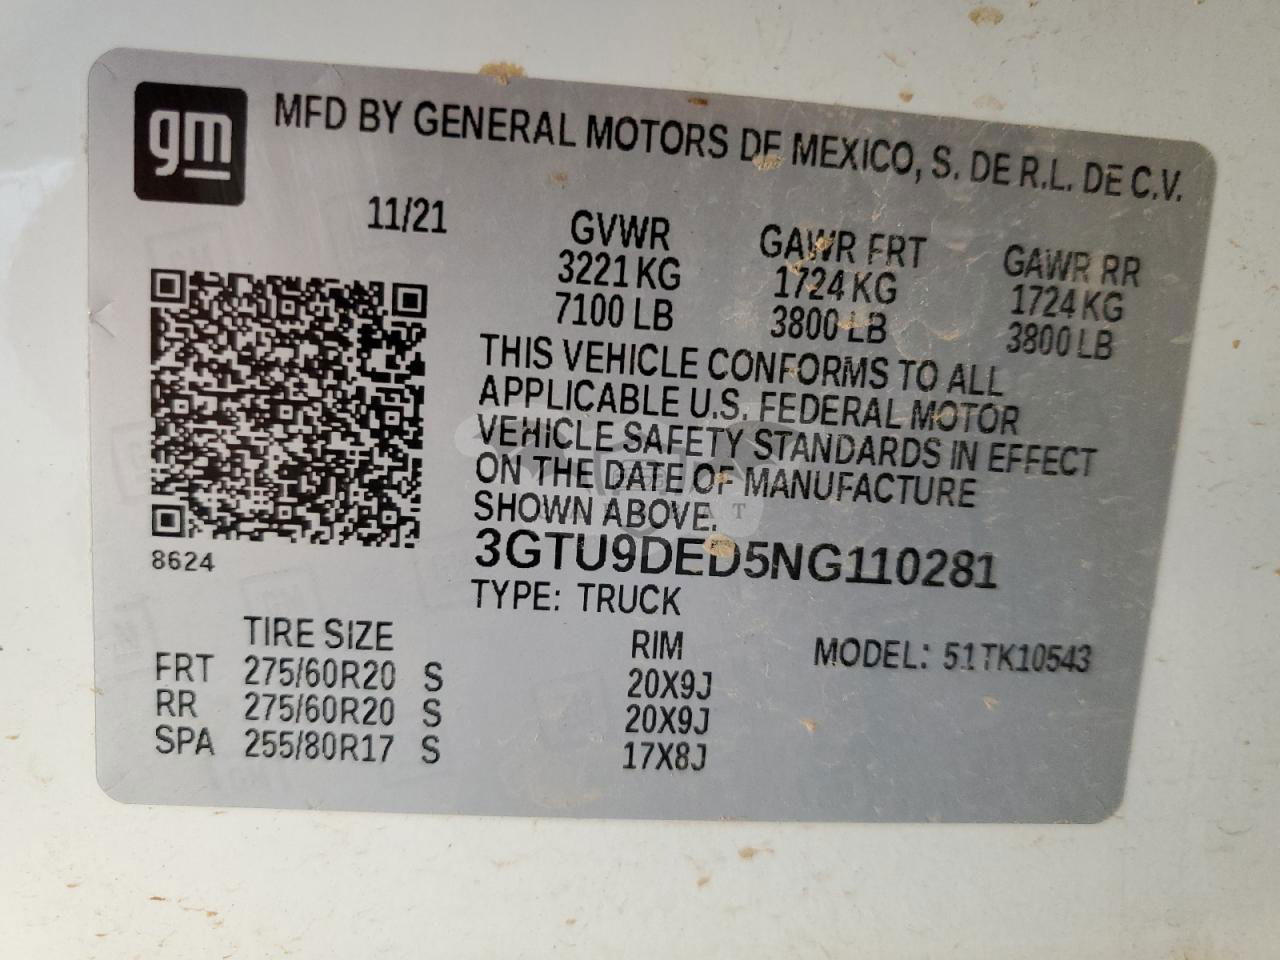 gm MFD BY GENERAL MOTORS DE MEXICO, S. DE R.L. DE C.V.
11/21 GVWR GAWR FRT GAWR RR
3221 KG 1724 KG 1724 KG
7100 LB 3800 LB 3800 LB
THIS VEHICLE CONFORMS TO ALL
APPLICABLE U.S. FEDERAL MOTOR
VEHICLE SAFETY STANDARDS IN EFFECT
ON THE DATE OF MANUFACTURE
SHOWN ABOVE.
8624 3GTU9DED5NG110281
TYPE: TRUCK
TIRE SIZE RIM MODEL: 51TK10543
FRT 275/60R20 S 20X9J
RR 275/60R20 S 20X9J
SPA 255/80R17 S 17X8J